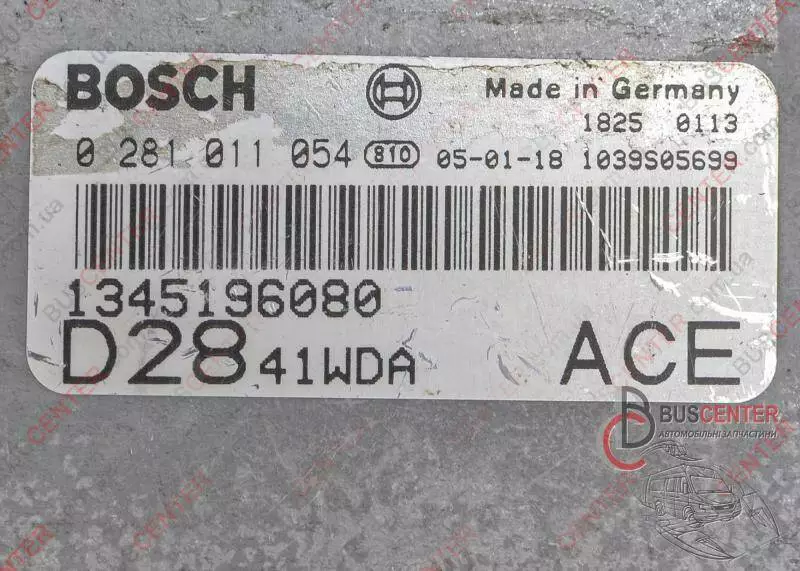 BOSCH
Made in Germany
1825 0113
0 281 011 054 810 05-01-18 1039S05699
1345196080
D28 41WDA ACE
BUSCENTER
АВТОМОБІЛЬНІ ЗАПЧАСТИНИ